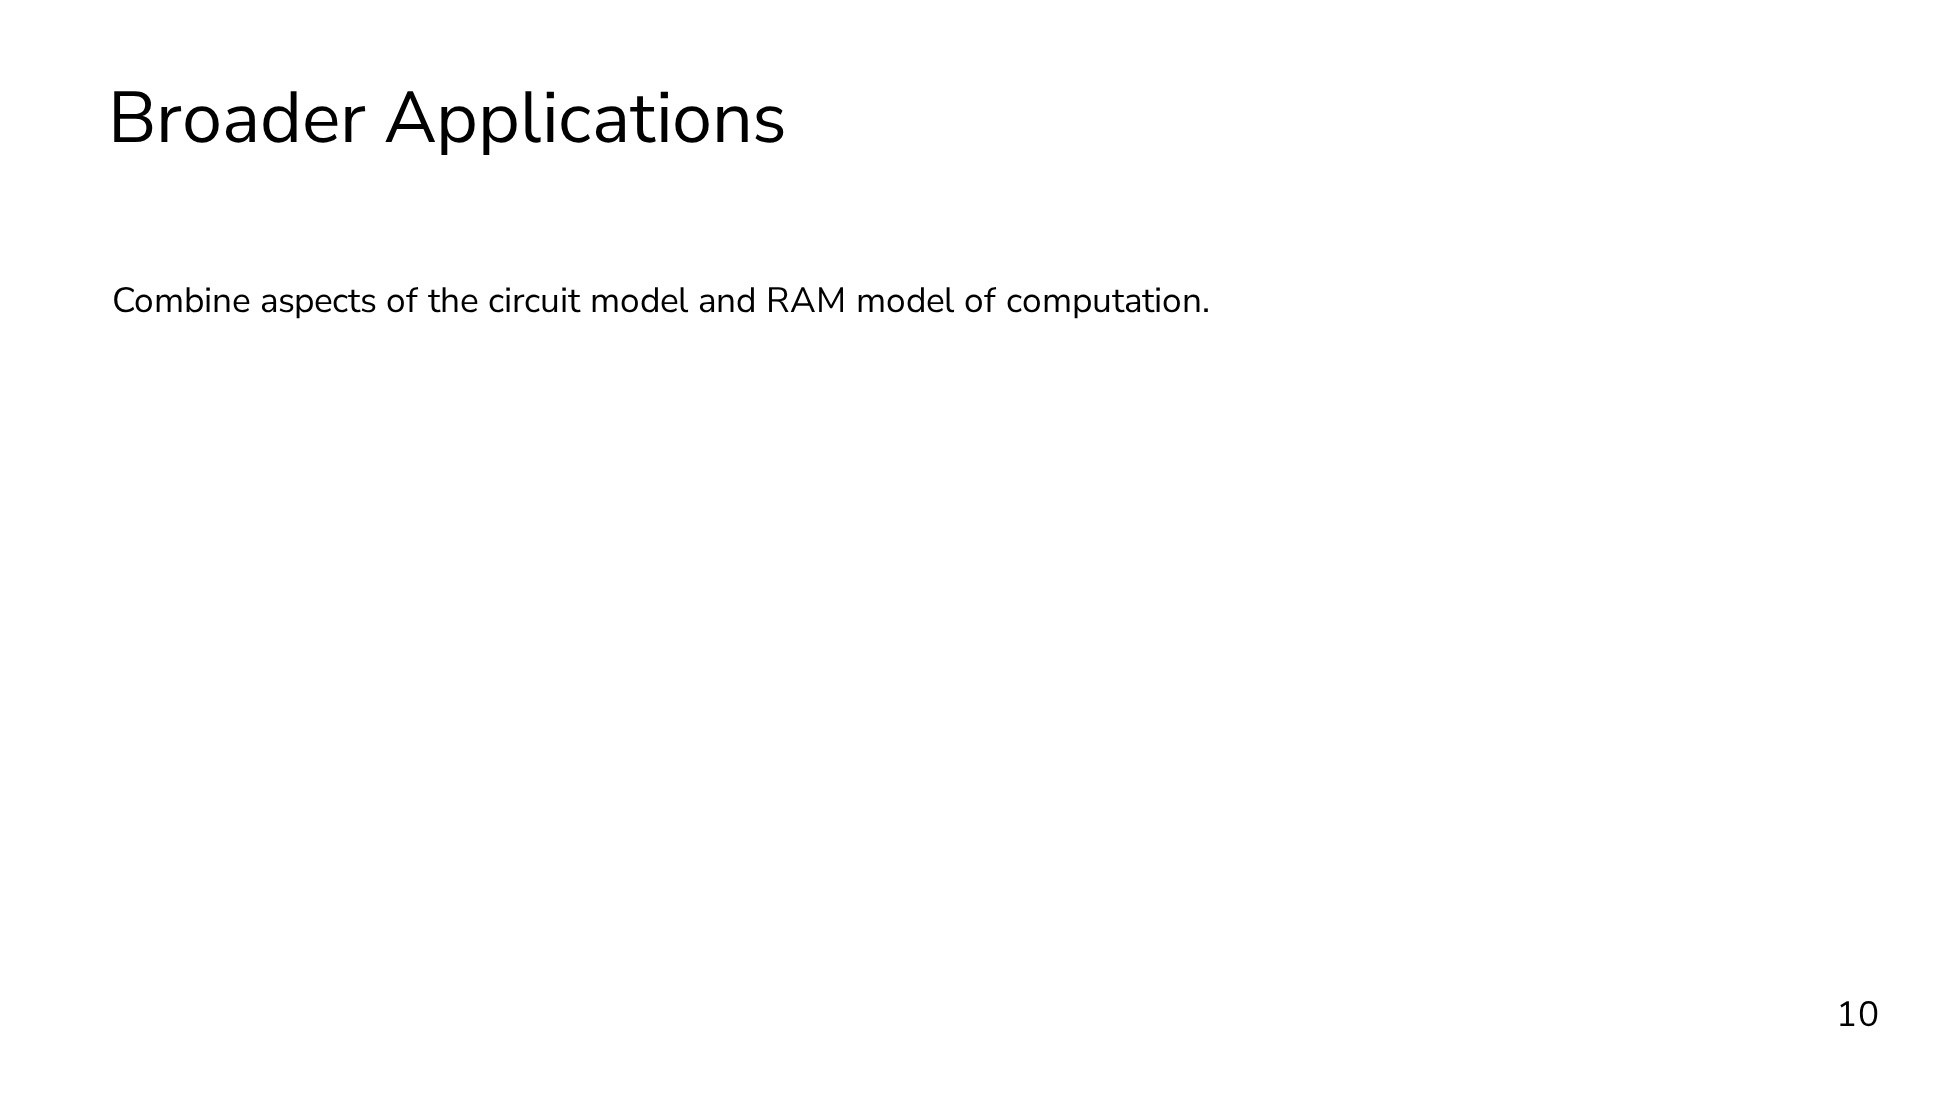 Broader Applications
Combine aspects of the circuit model and RAM model of computation.
10